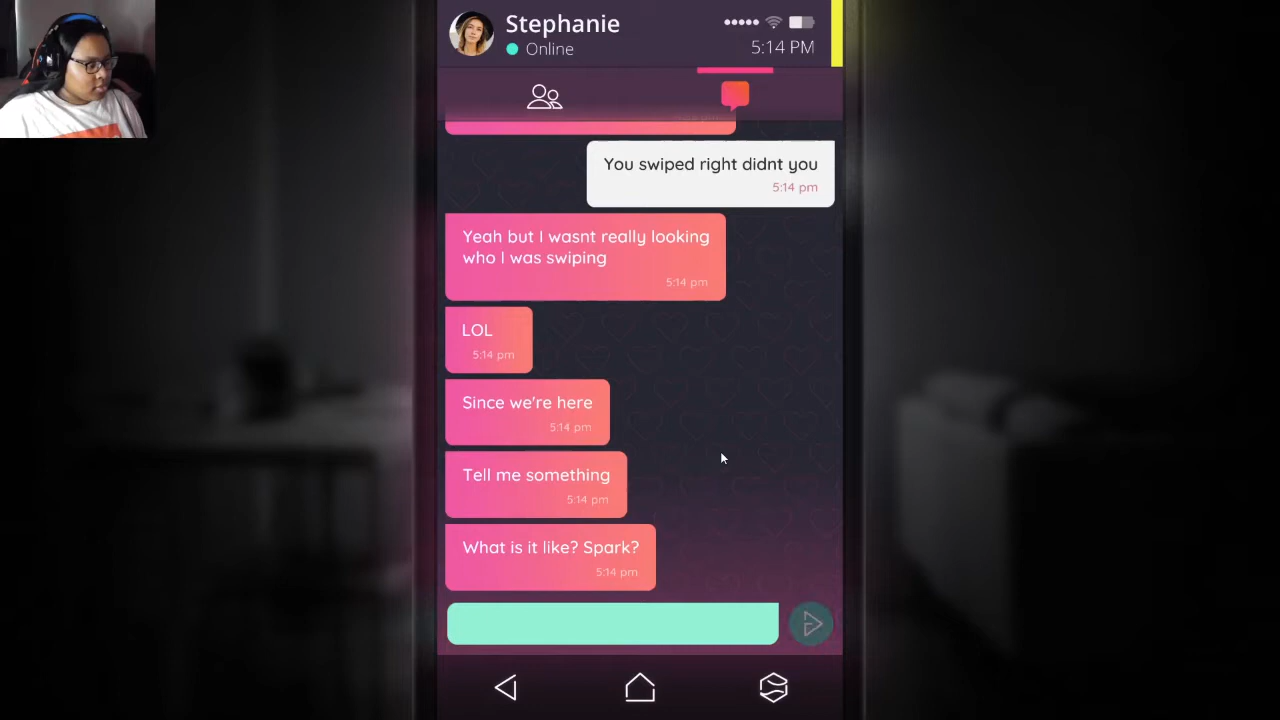 Stephanie
Online
5:14 PM
You swiped right didnt you
5:14 pm
Yeah but I wasnt really looking
who I was swiping
5:14 pm
LOL
5:14 pm
Since we're here
5:14 pm
Tell me something
5:14 pm
What is it like? Spark?
5:14 pm